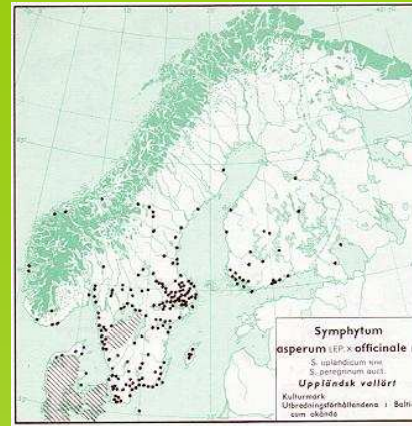 Symphytum
asperum LEP. × officinale
S. uplandicum NYM.
S. peregrinum auct.
Uppländsk vallört
Kulturmark
Utbredningsförhållandena i Balti-
cum okända